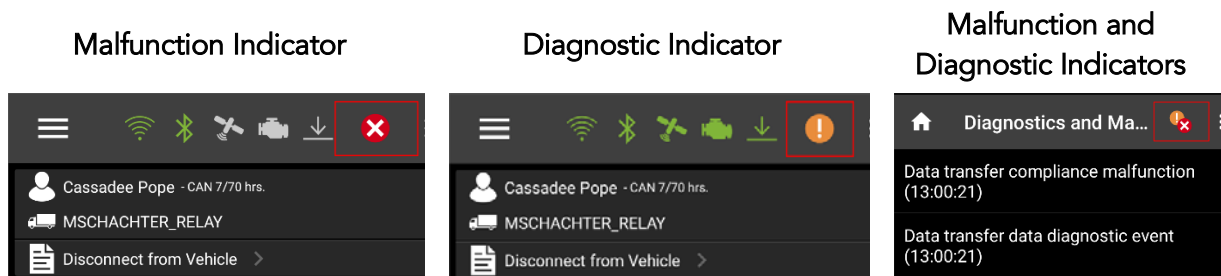 Malfunction Indicator
Cassadee Pope - CAN 7/70 hrs.
MSCHACHTER_RELAY
Disconnect from Vehicle
Diagnostic Indicator
Cassadee Pope - CAN 7/70 hrs.
MSCHACHTER_RELAY
Disconnect from Vehicle
Malfunction and
Diagnostic Indicators
Diagnostics and Ma...
Data transfer compliance malfunction
(13:00:21)
Data transfer data diagnostic event
(13:00:21)